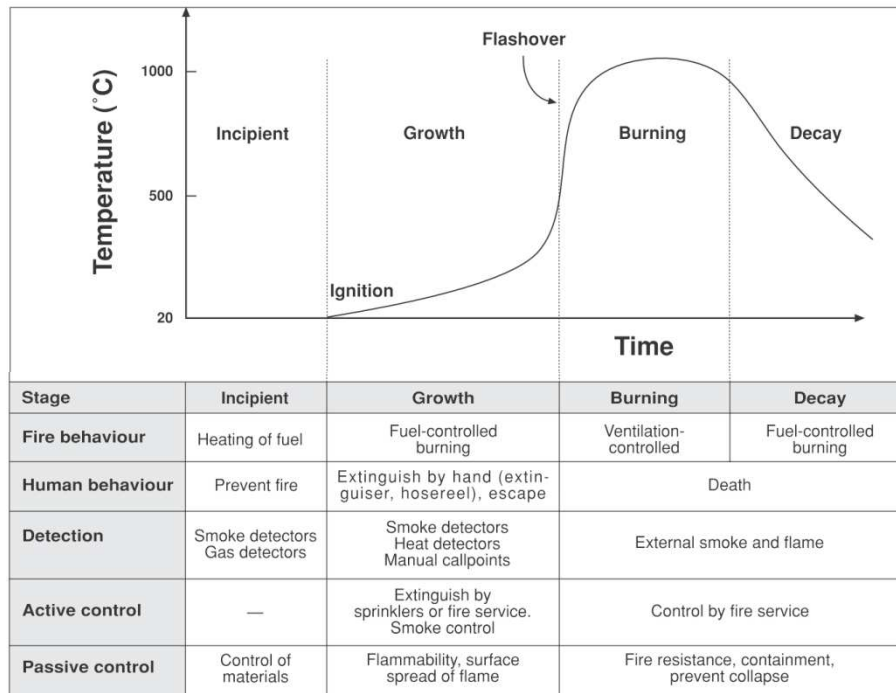 Flashover
1000
Temperature (°C)
Incipient
Growth
Burning
Decay
500
Ignition
20
Time
Stage
Incipient
Growth
Burning
Decay
Fire behaviour
Heating of fuel
Fuel-controlled
burning
Ventilation-
controlled
Fuel-controlled
burning
Human behaviour
Prevent fire
Extinguish by hand (extin-
guiser, hosereel), escape
Death
Detection
Smoke detectors
Gas detectors
Smoke detectors
Heat detectors
Manual callpoints
External smoke and flame
Active control
—
Extinguish by
sprinklers or fire service.
Smoke control
Control by fire service
Passive control
Control of
materials
Flammability, surface
spread of flame
Fire resistance, containment,
prevent collapse